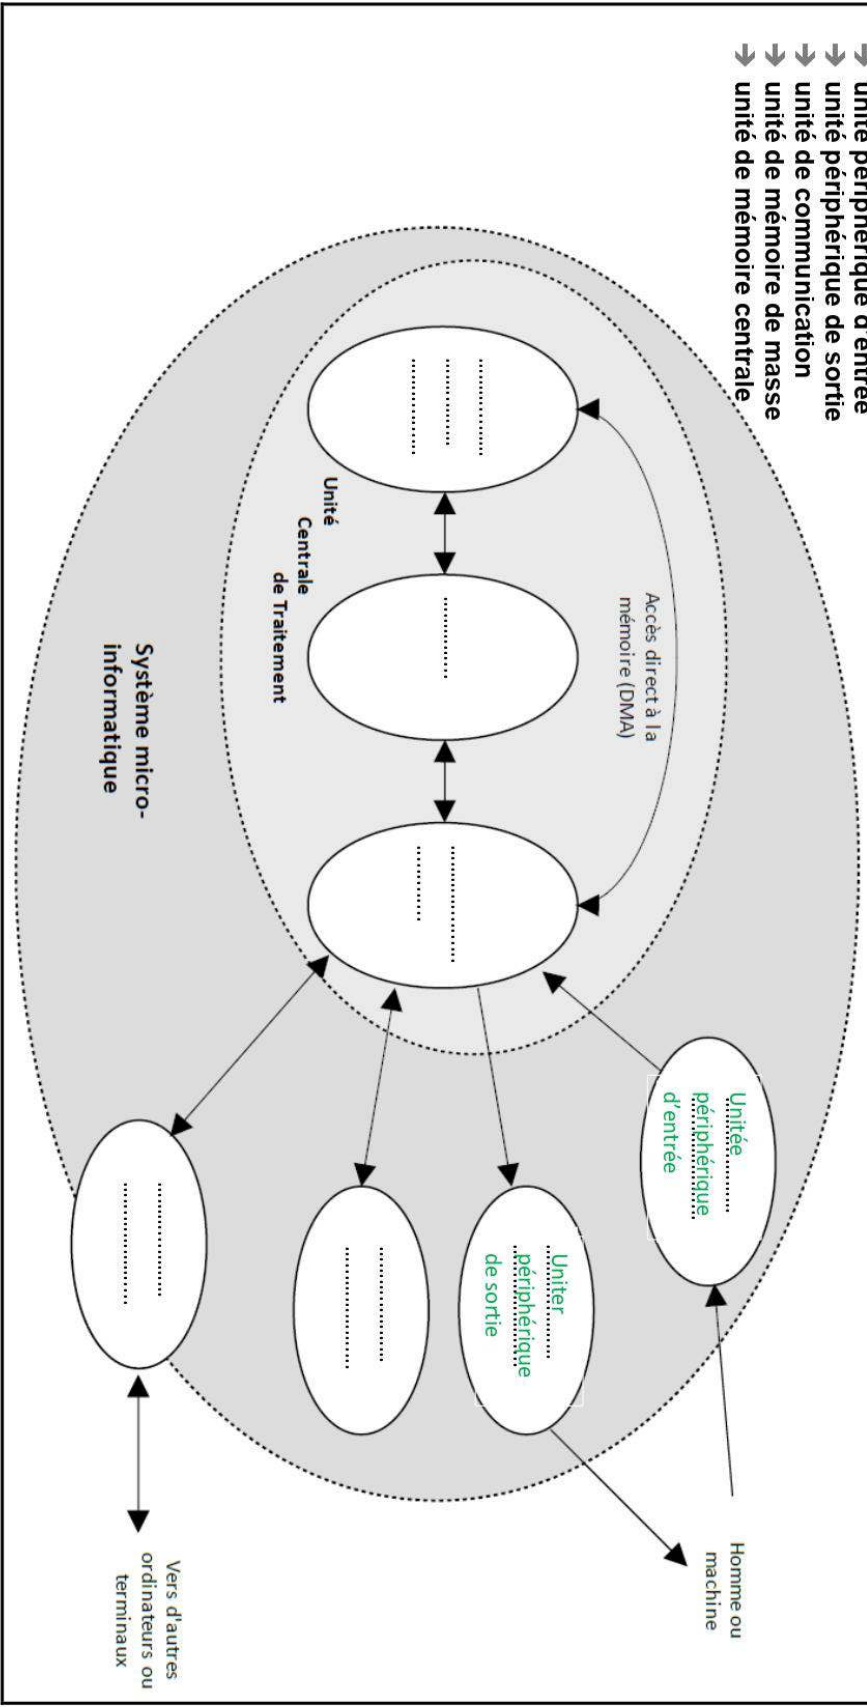 ➔ unité périphérique d'entrée
➔ unité périphérique de sortie
➔ unité de communication
➔ unité de mémoire de masse
➔ unité de mémoire centrale
Accès direct à la
mémoire (DMA)
Unité
Centrale
de Traitement
Système micro-
informatique
Unitée
périphérique
d'entrée
Uniter
périphérique
de sortie
Homme ou
machine
Vers d'autres
ordinateurs ou
terminaux